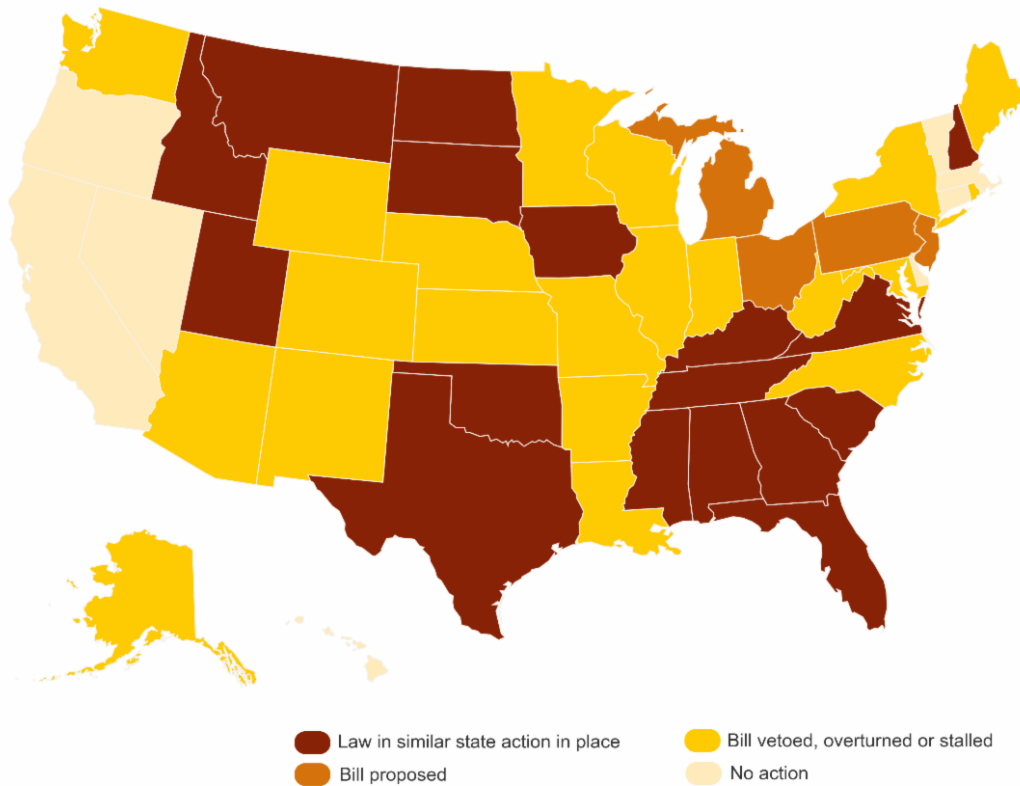 Law in similar state action in place
Bill vetoed, overturned or stalled
Bill proposed
No action